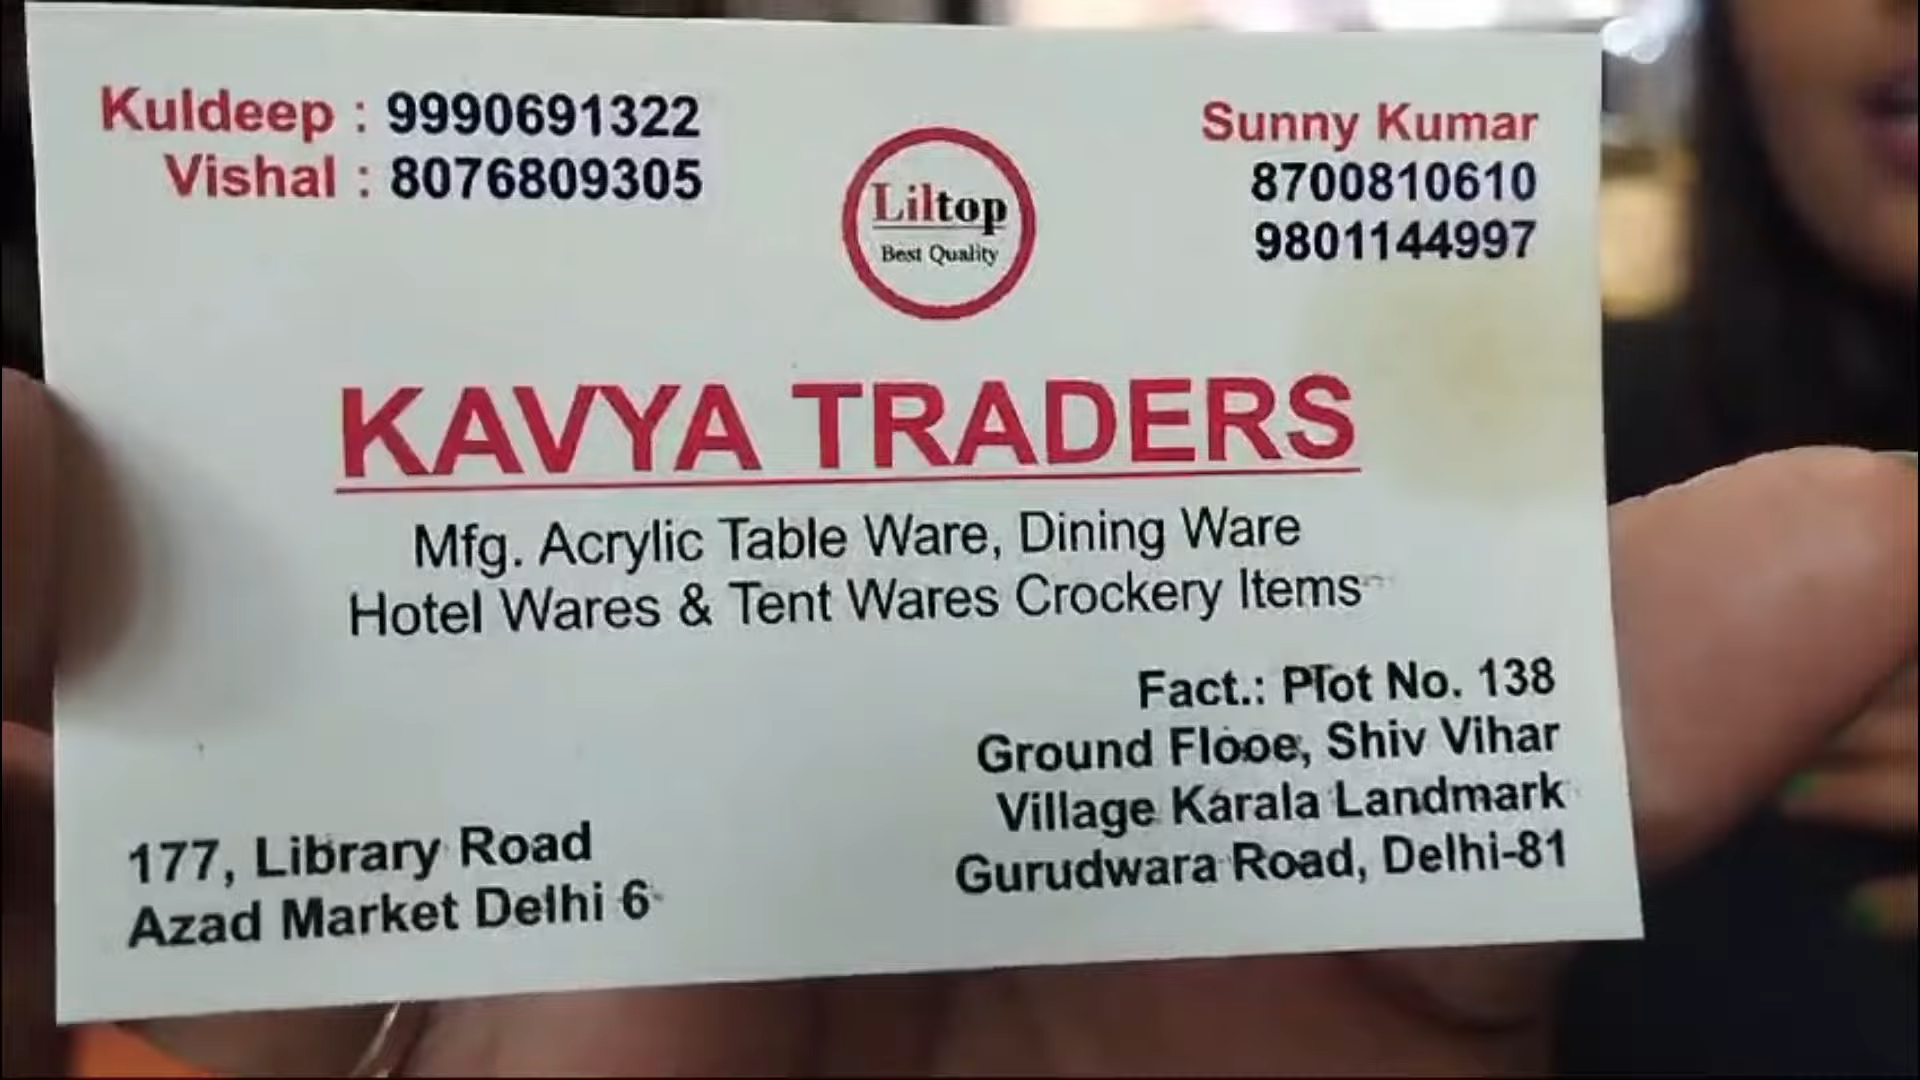 Kuldeep : 9990691322
Vishal : 8076809305
Liltop
Best Quality
Sunny Kumar
8700810610
9801144997
KAVYA TRADERS
Mfg. Acrylic Table Ware, Dining Ware
Hotel Wares & Tent Wares Crockery Items
177, Library Road
Azad Market Delhi 6
Fact.: Plot No. 138
Ground Flooe, Shiv Vihar
Village Karala Landmark
Gurudwara Road, Delhi-81